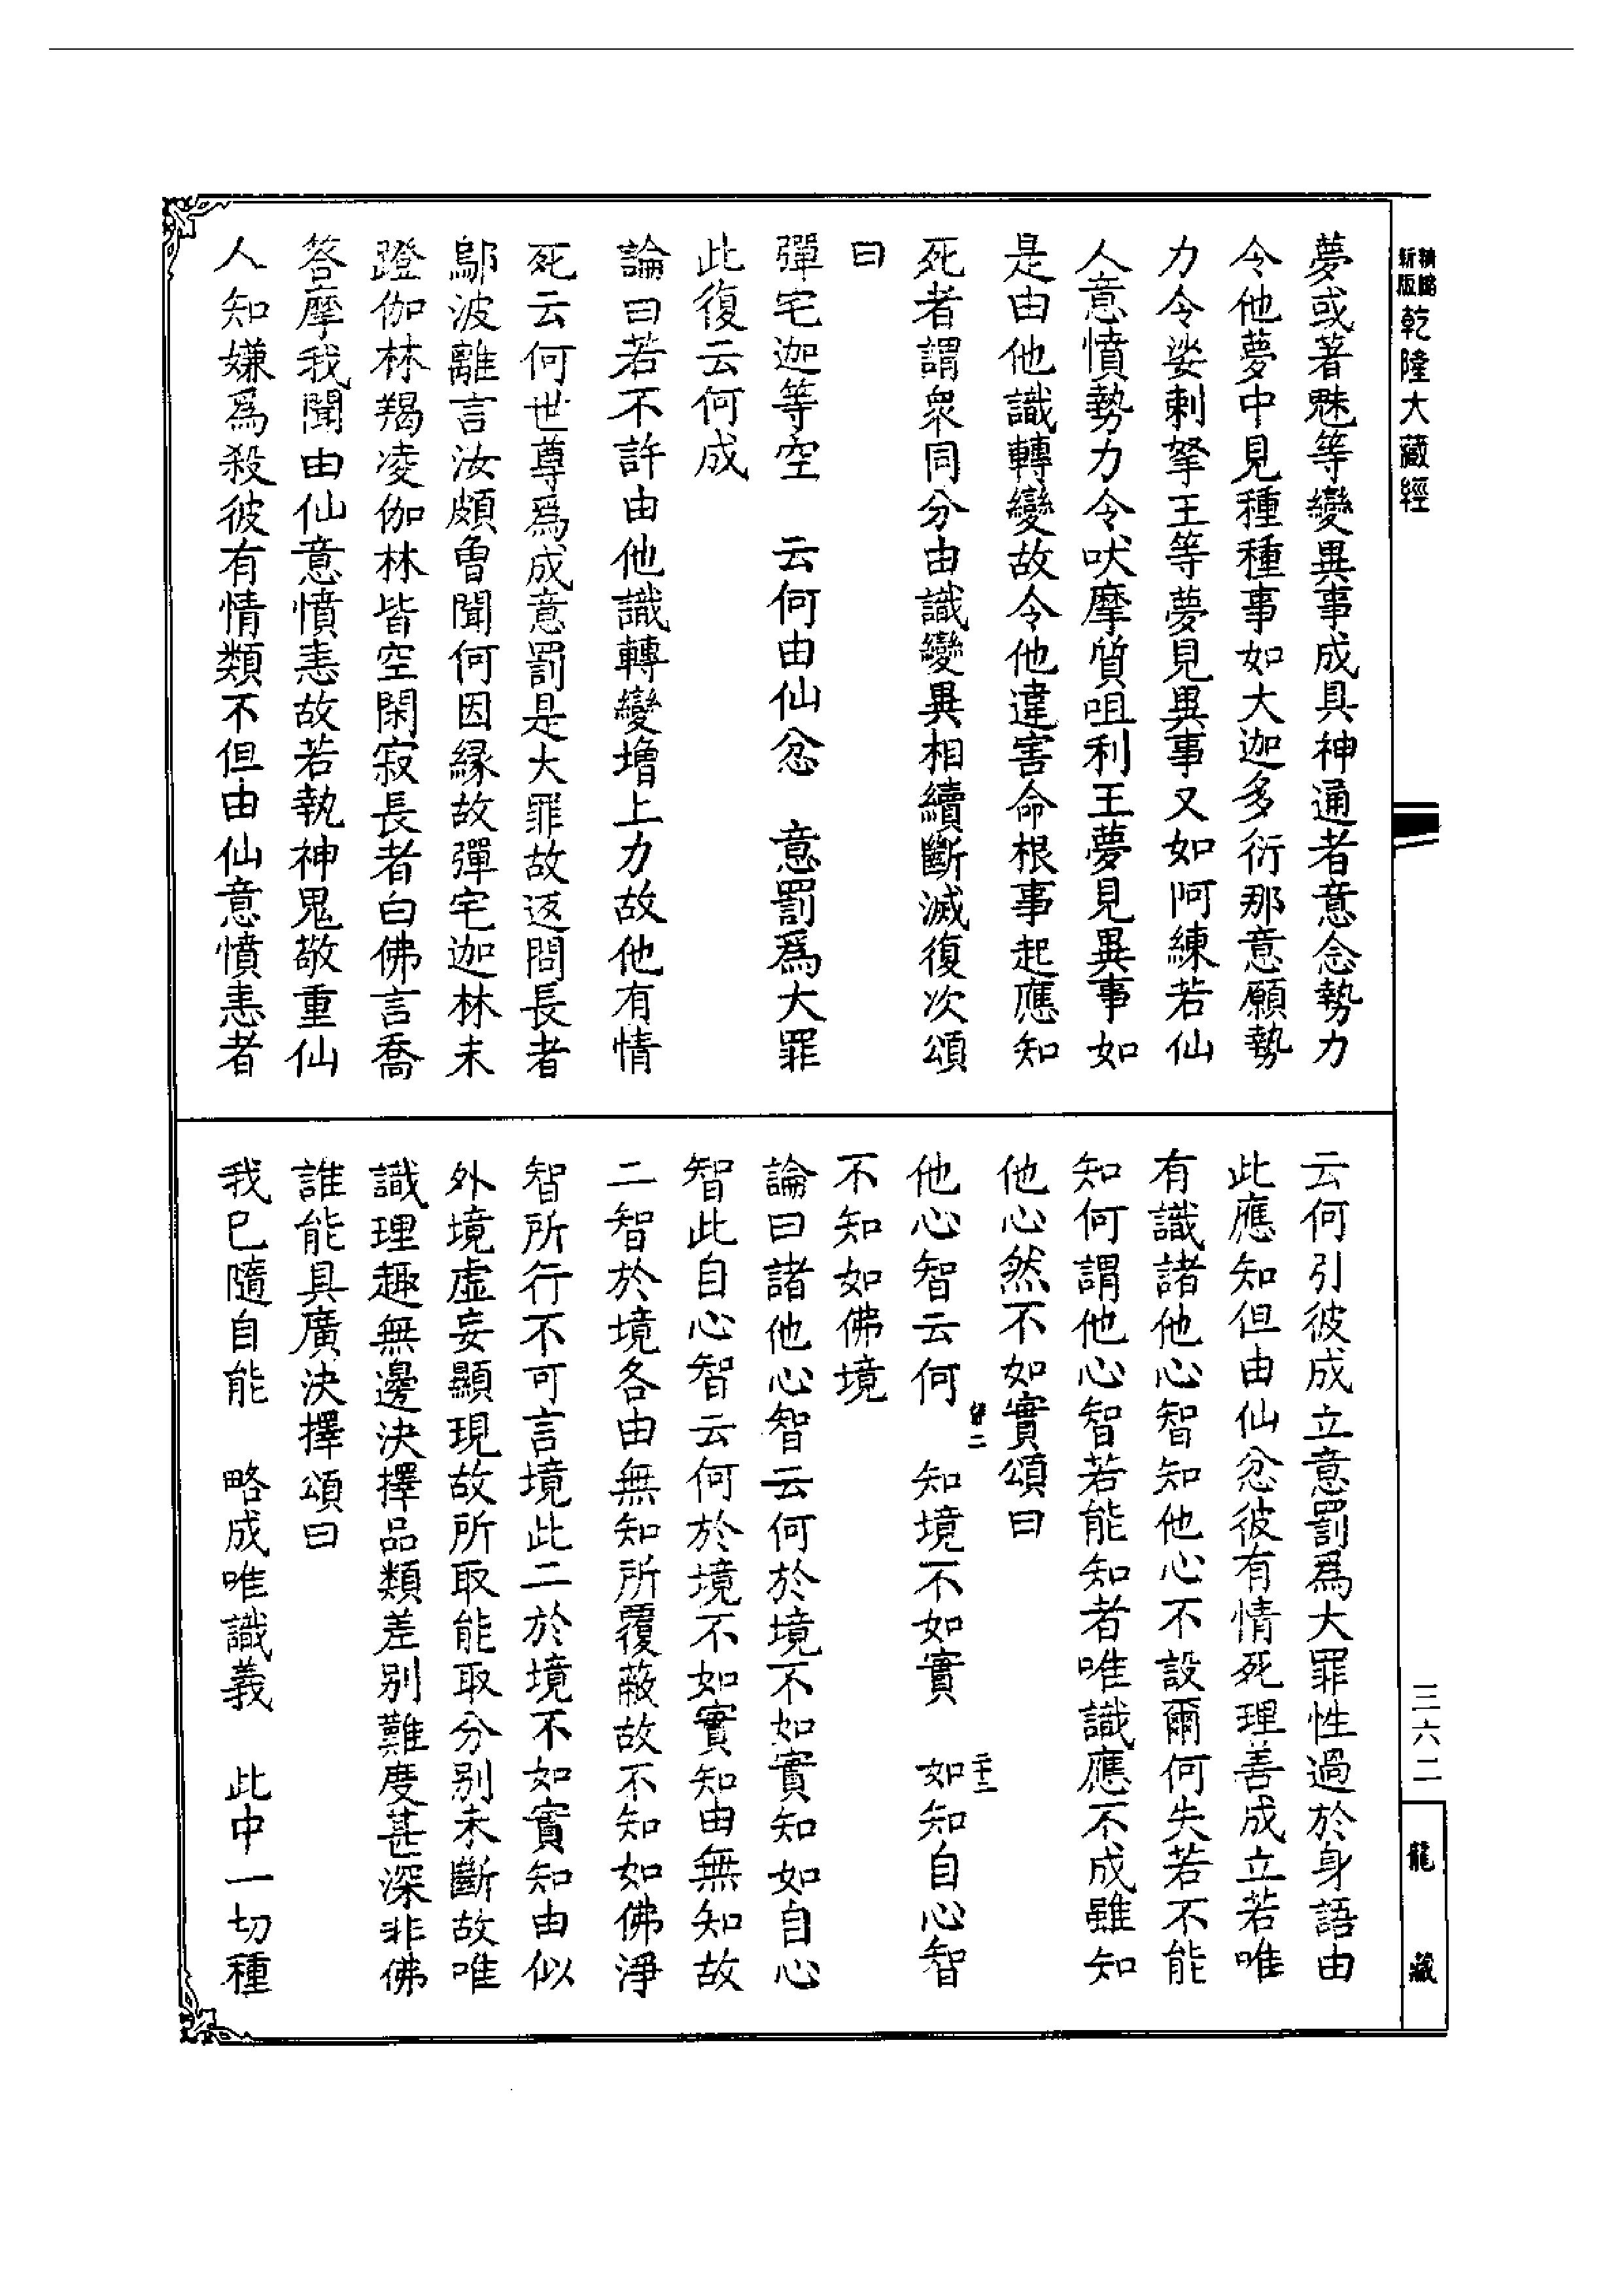 乾隆大藏經
夢或著魅等變異事成具神通者意念勢力
令他夢中見種種事如大迦多衍那意願勢
力令娑剌拏王等夢見異事又如阿練若仙
人意憤勢力令吠摩質咀利王夢見異事如
是由他識轉變故令他違害命根事起應知
死者謂衆同分由識變異相續斷滅復次頌
曰
彈宅迦等空　云何由仙忿　意罰爲大罪
此復云何成
論曰若不許由他識轉變增上力故他有情
死云何世尊爲成意罰是大罪故返問長者
鄔波離言汝頗曾聞何因緣故彈宅迦林末
蹬伽林羯凌伽林皆空閑寂長者白佛言喬
答摩我聞由仙意憤恚故若執神鬼敬重仙
人知嫌爲殺彼有情類不但由仙意憤恚者
云何引彼成立意罰爲大罪性過於身語由
此應知但由仙忿彼有情死理善成立若唯
有識諸他心智知他心不設爾何失若不能
知何謂他心智若能知者唯識應不成雖知
他心然不如實頌曰
他心智云何　知境不如實　如知自心智
不知如佛境
論曰諸他心智云何於境不如實知如自心
智此自心智云何於境不如實知由無知故
二智於境各由無知所覆蔽故不知如佛淨
智所行不可言境此二於境不如實知由似
外境虛妄顯現故所取能取分别未斷故唯
識理趣無邊決擇品類差别難度甚深非佛
誰能具廣決擇頌曰
我已隨自能　略成唯識義　此中一切種
三六二
龍藏